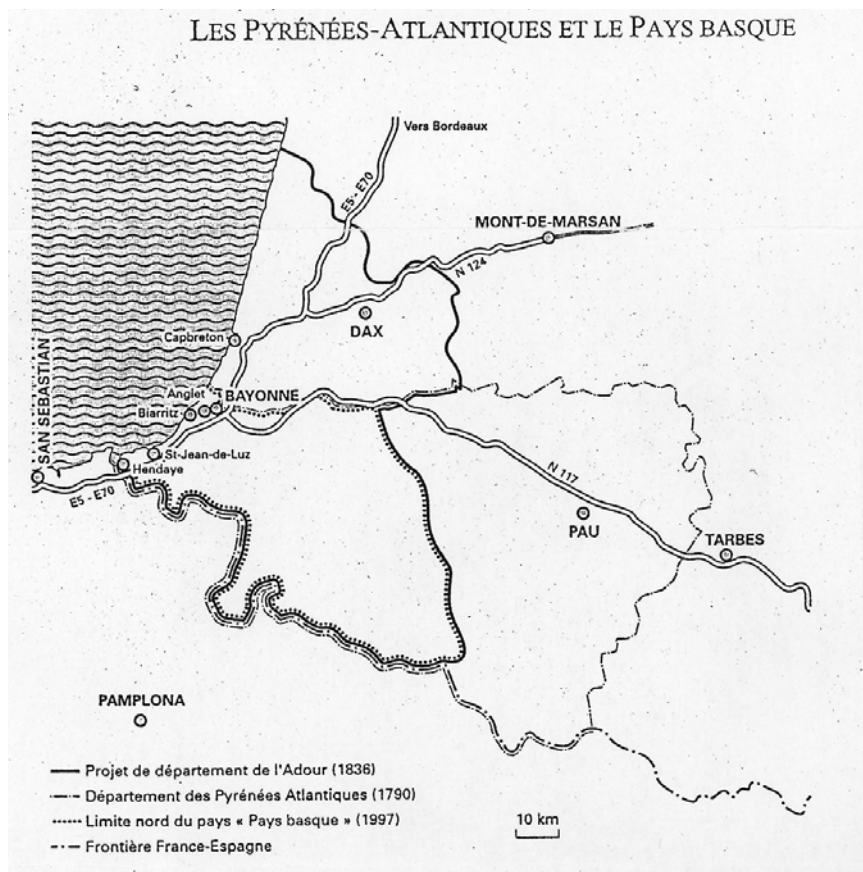 LES PYRÉNÉES-ATLANTIQUES ET LE PAYS BASQUE
Vers Bordeaux
E5 - E70
MONT-DE-MARSAN
N 124
DAX
Capbreton
SAN SEBASTIAN
Anglet
BAYONNE
Biarritz
St-Jean-de-Luz
Hendaye
E5 - E70
N 117
PAU
TARBES
PAMPLONA
Projet de département de l'Adour (1836)
Département des Pyrénées Atlantiques (1790)
Limite nord du pays « Pays basque » (1997)
Frontière France-Espagne
10 km